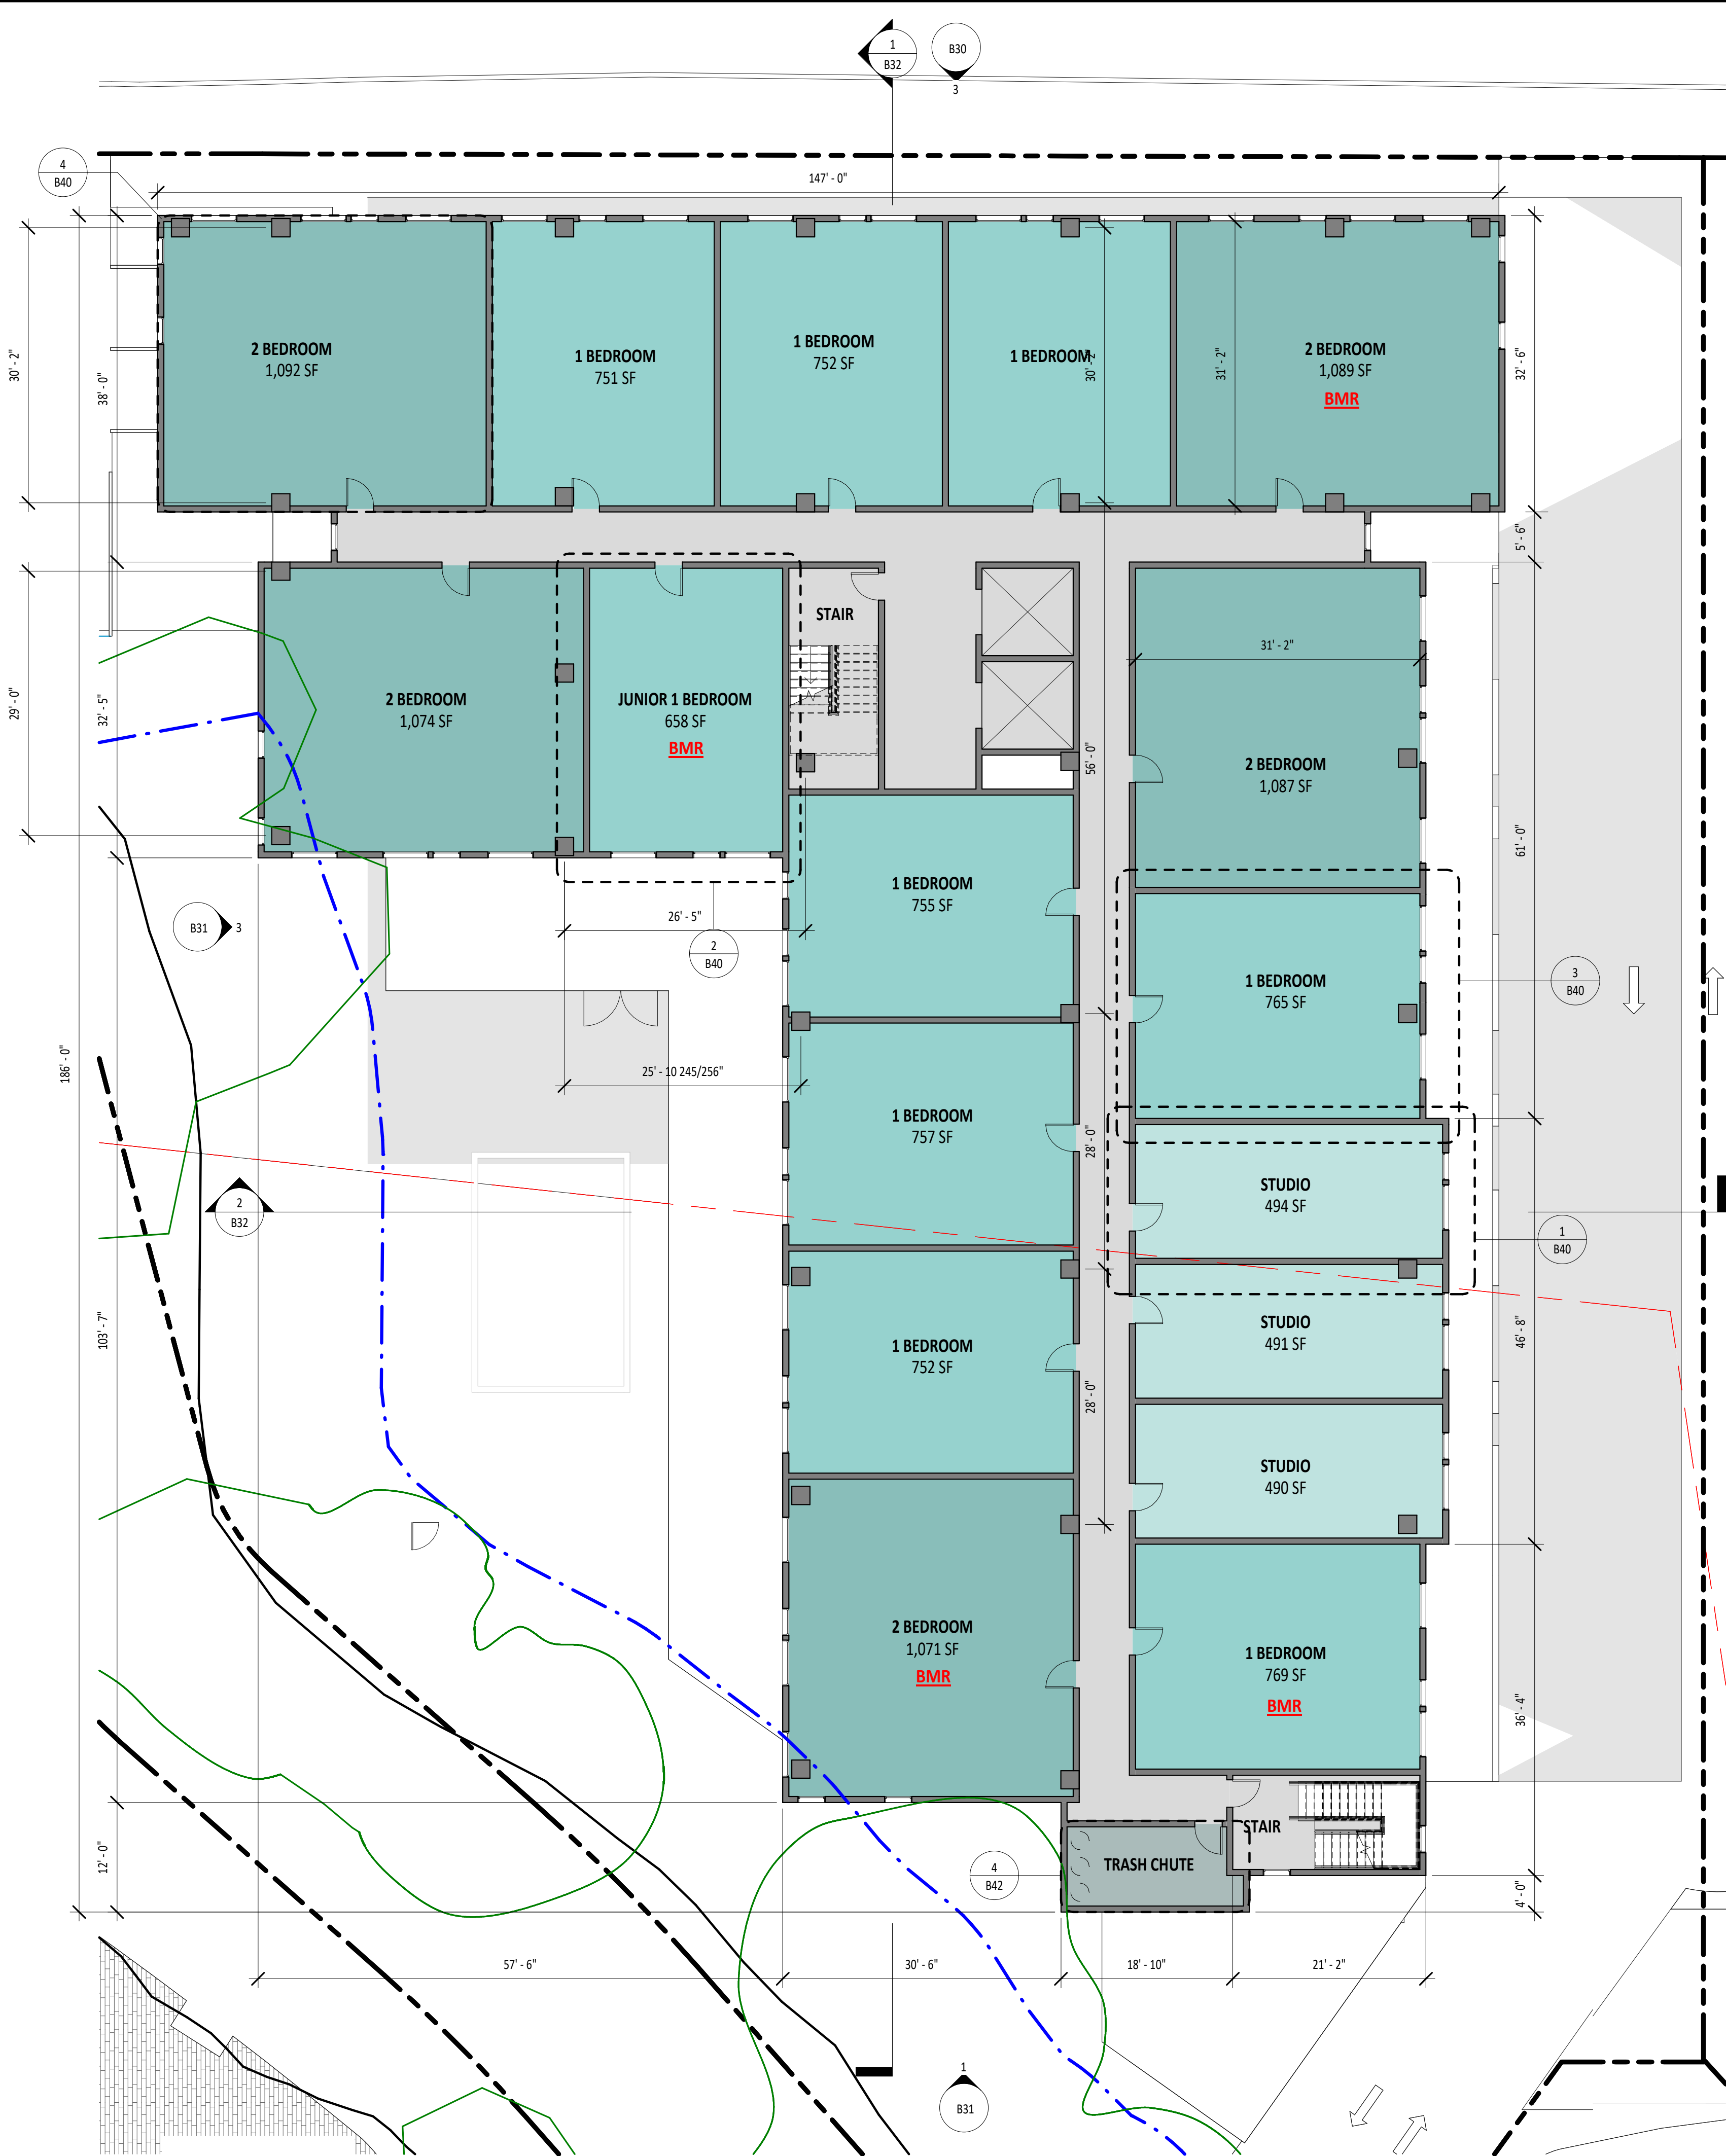 1
B32
B30
3
4
B40
147' - 0"
30' - 2"
38' - 0"
2 BEDROOM
1,092 SF
1 BEDROOM
751 SF
1 BEDROOM
752 SF
1 BEDROOM
30' - 2"
31' - 2"
2 BEDROOM
1,089 SF
BMR
32' - 6"
5' - 6"
STAIR
31' - 2"
29' - 0"
32' - 5"
2 BEDROOM
1,074 SF
JUNIOR 1 BEDROOM
658 SF
BMR
56' - 0"
2 BEDROOM
1,087 SF
61' - 0"
1 BEDROOM
755 SF
B31
3
26' - 5"
2
B40
1 BEDROOM
765 SF
3
B40
186' - 0"
25' - 10 245/256"
1 BEDROOM
757 SF
28' - 0"
STUDIO
494 SF
2
B32
1
B40
103' - 7"
1 BEDROOM
752 SF
STUDIO
491 SF
46' - 8"
28' - 0"
STUDIO
490 SF
2 BEDROOM
1,071 SF
BMR
1 BEDROOM
769 SF
BMR
36' - 4"
STAIR
12' - 0"
4
B42
TRASH CHUTE
4' - 0"
57' - 6"
30' - 6"
18' - 10"
21' - 2"
1
B31